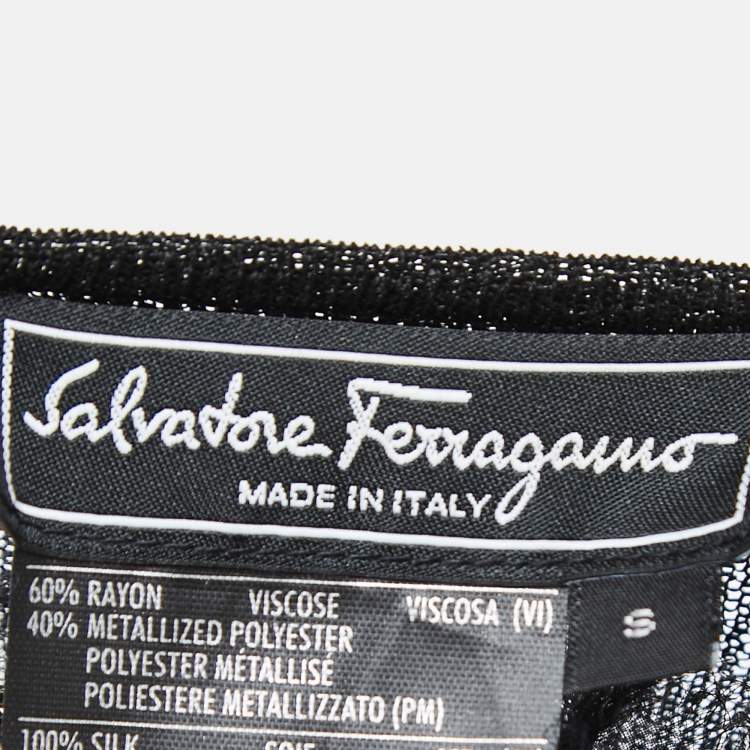 Salvatore Ferragamo
MADE IN ITALY
60% RAYON VISCOSE VISCOSA (VI)
40% METALLIZED POLYESTER
POLYESTER MÉTALLISÉ
POLIESTERE METALLIZZATO (PM)
S
100% SILK SOIE